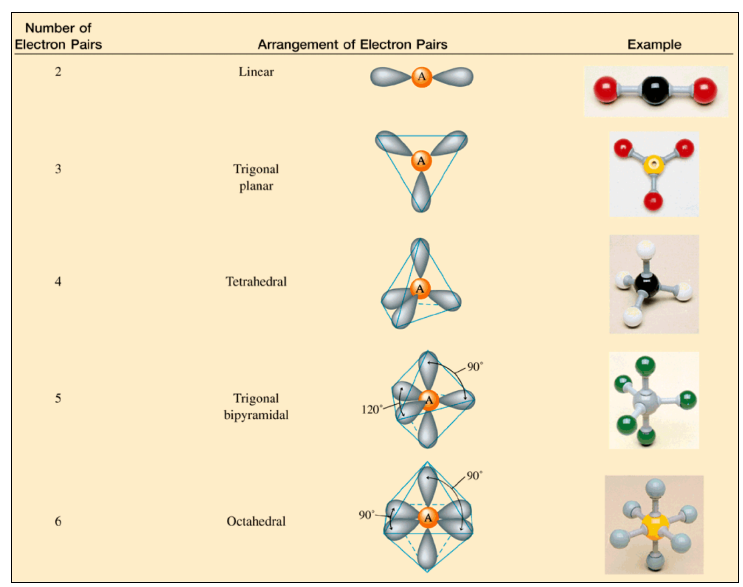 Number of
Electron Pairs
Arrangement of Electron Pairs
Example
2
Linear
A
3
Trigonal
planar
A
4
Tetrahedral
A
5
Trigonal
bipyramidal
A
90°
120°
6
Octahedral
A
90°
90°